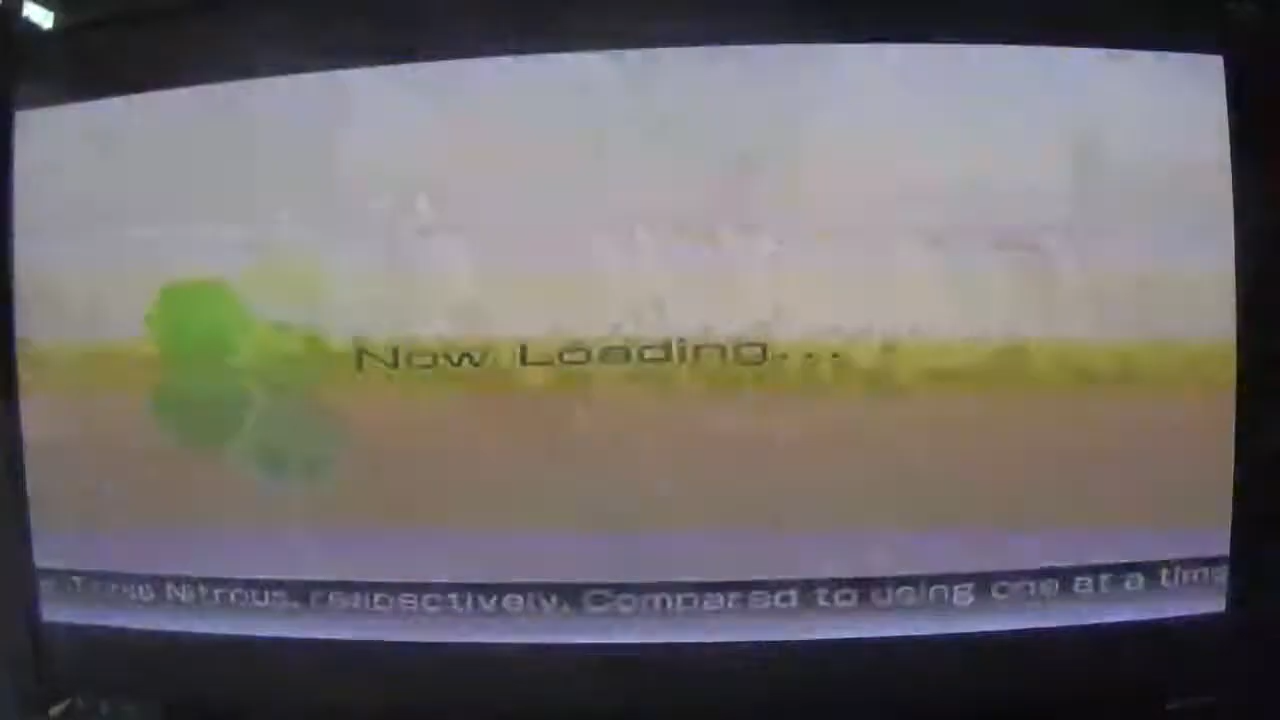 Now Loading...
Nitrous, respectively. Compared to using one at a time